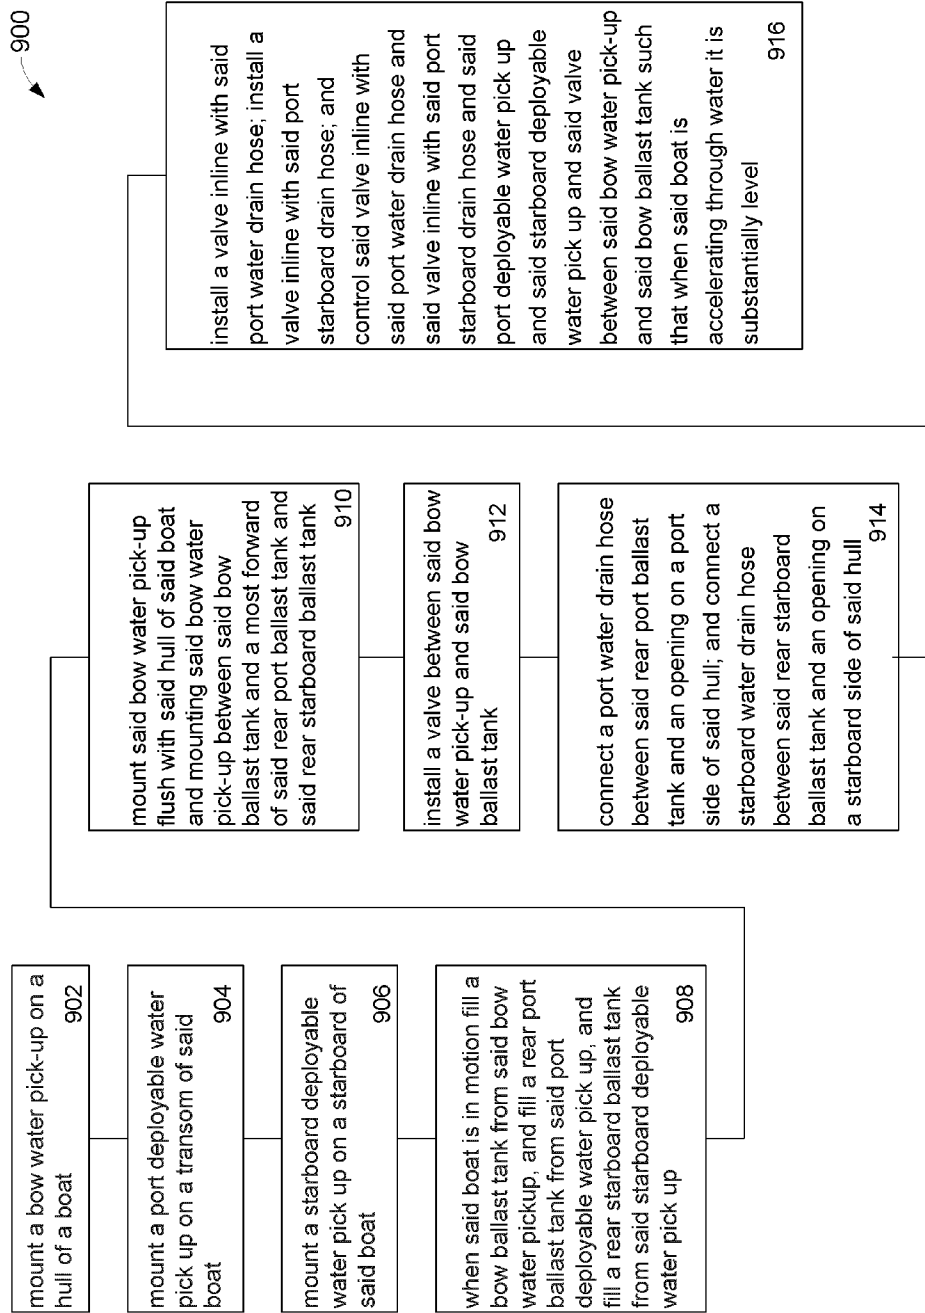 900
mount a bow water pick-up on a
hull of a boat
902
mount a port deployable water
pick up on a transom of said
boat
904
mount a starboard deployable
water pick up on a starboard of
said boat
906
when said boat is in motion fill a
bow ballast tank from said bow
water pickup, and fill a rear port
ballast tank from said port
deployable water pick up, and
fill a rear starboard ballast tank
from said starboard deployable
water pick up
908
mount said bow water pick-up
flush with said hull of said boat
and mounting said bow water
pick-up between said bow
ballast tank and a most forward
of said rear port ballast tank and
said rear starboard ballast tank
910
install a valve between said bow
water pick-up and said bow
ballast tank
912
connect a port water drain hose
between said rear port ballast
tank and an opening on a port
side of said hull; and connect a
starboard water drain hose
between said rear starboard
ballast tank and an opening on
a starboard side of said hull
914
install a valve inline with said
port water drain hose; install a
valve inline with said port
starboard drain hose; and
control said valve inline with
said port water drain hose and
said valve inline with said port
starboard drain hose and said
port deployable water pick up
and said starboard deployable
water pick up and said valve
between said bow water pick-up
and said bow ballast tank such
that when said boat is
accelerating through water it is
substantially level
916